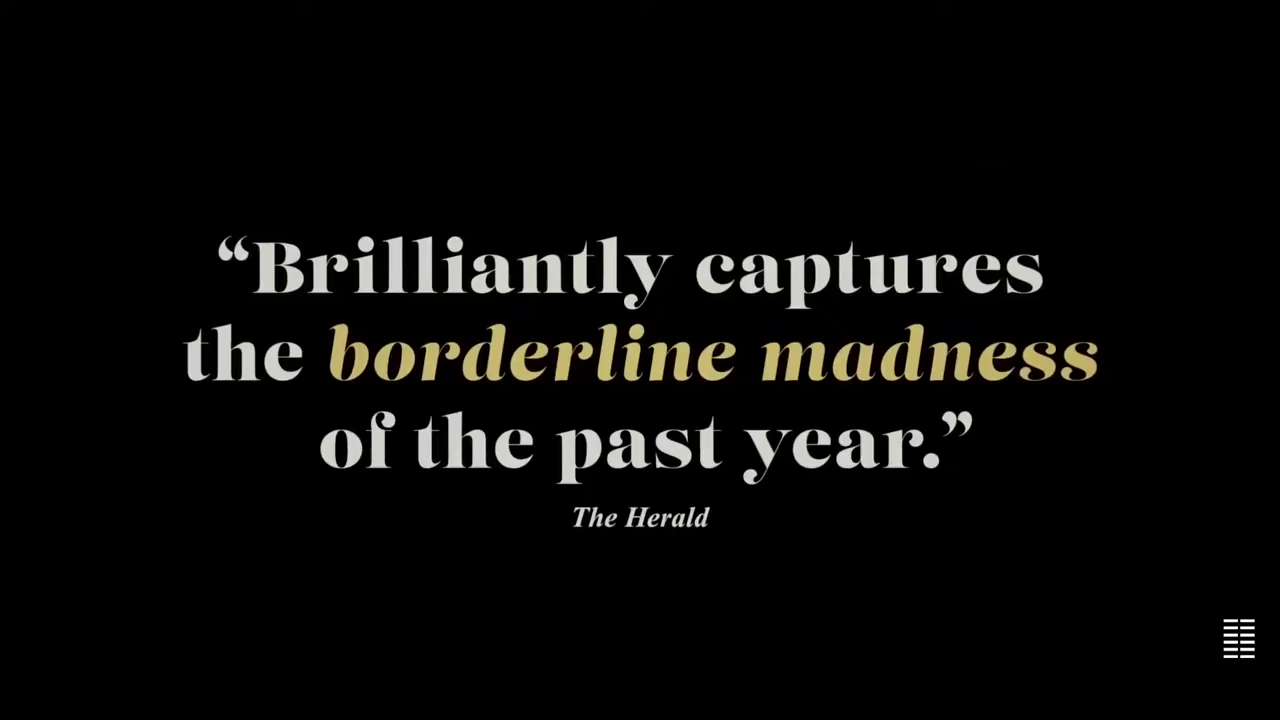 “Brilliantly captures
the borderline madness
of the past year.”
The Herald